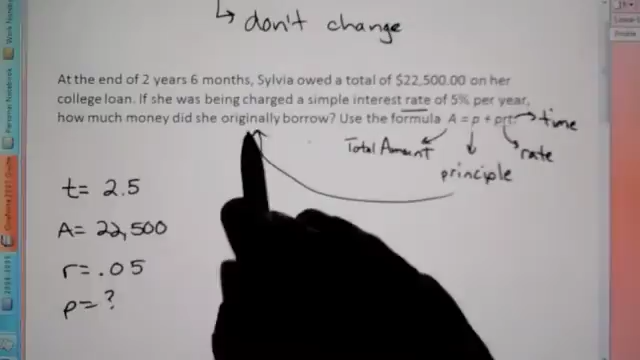 don't change
At the end of 2 years 6 months, Sylvia owed a total of $22,500.00 on her
college loan. If she was being charged a simple interest rate of 5% per year,
how much money did she originally borrow? Use the formula A = p + prt
time
Total Amount
rate
principle
t= 2.5
A= 22,500
r= .05
p= ?
Personal Notebooks